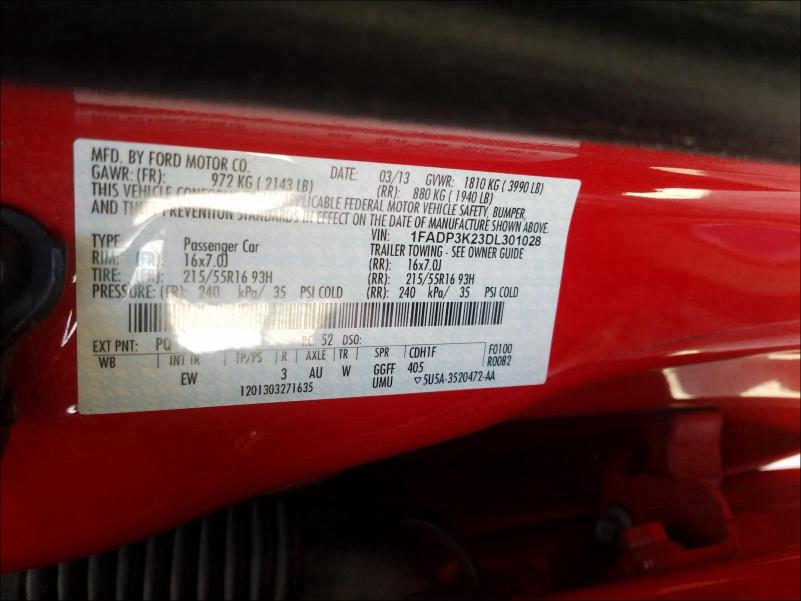 MFD. BY FORD MOTOR CO. DATE: 03/13 GVWR: 1810 KG ( 3990 LB)
GAWR: (FR): 972 KG ( 2143 LB) (RR): 880 KG ( 1940 LB)
THIS VEHICLE APPLICABLE FEDERAL MOTOR VEHICLE SAFETY, BUMPER,
AND PREVENTION STANDARDS IN EFFECT ON THE DATE OF MANUFACTURE SHOWN ABOVE.
VIN: 1FADP3K23DL301028
TYPE: Passenger Car TRAILER TOWING - SEE OWNER GUIDE
RIM: (FR): 16x7.0J (RR): 16x7.0J
TIRE: (FR): 215/55R16 93H (RR): 215/55R16 93H
PRESSURE: (FR): 240 kPa/ 35 PSI COLD (RR): 240 kPa/ 35 PSI COLD
EXT PNT: PQ RC: 52 DSO: F0100
WB INT TR TP/PS R AXLE TR SPR CDH1F R00B2
EW 3 AU W GGFF 405
1201303271635 UMU ▽5U5A-3520472-AA